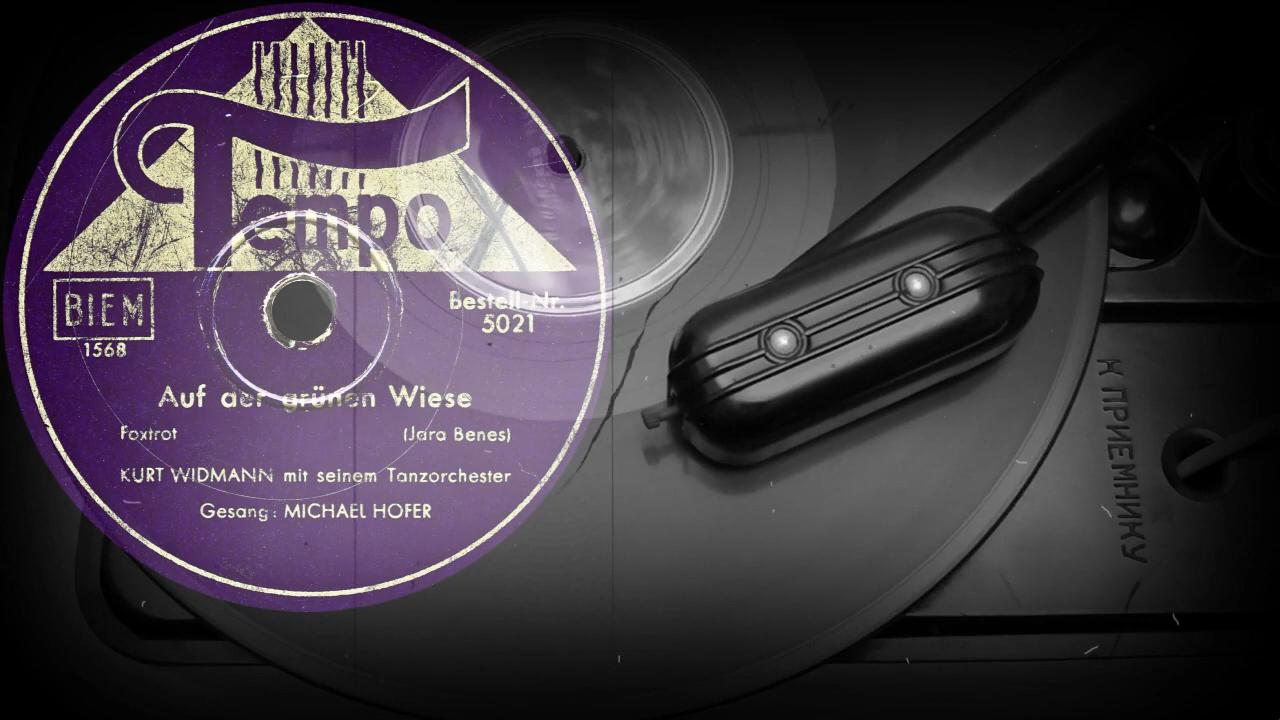 Tempo
BIEM
1568
Bestell-Nr.
5021
Auf der grünen Wiese
Foxtrot (Jara Benes)
KURT WIDMANN mit seinem Tanzorchester
Gesang: MICHAEL HOFER
К ПРИЕМНИКУ